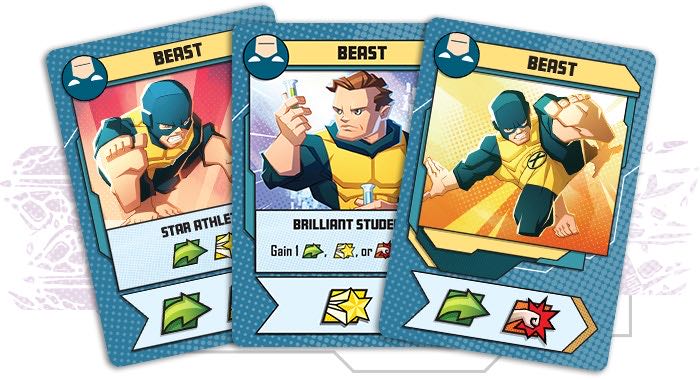 BEAST
STAR ATHLE
BEAST
BRILLIANT STUDE
Gain 1 , , or
BEAST